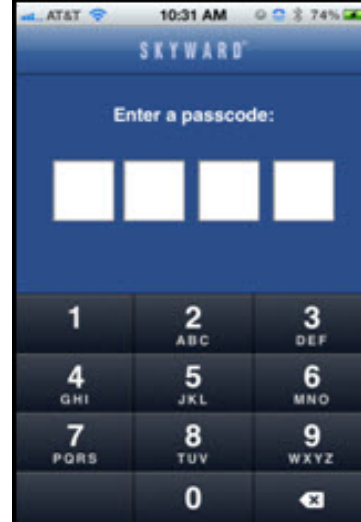 AT&T 10:31 AM 74%
SKYWARD
Enter a passcode:
1 2 3
ABC DEF
4 5 6
GHI JKL MNO
7 8 9
PQRS TUV WXYZ
0